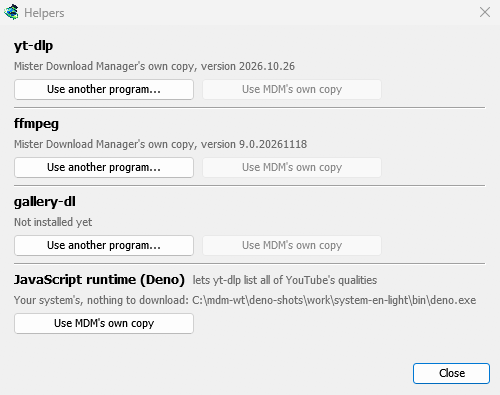 Helpers
yt-dlp
Mister Download Manager's own copy, version 2026.10.26
Use another program... Use MDM's own copy
ffmpeg
Mister Download Manager's own copy, version 9.0.20261118
Use another program... Use MDM's own copy
gallery-dl
Not installed yet
Use another program... Use MDM's own copy
JavaScript runtime (Deno) lets yt-dlp list all of YouTube's qualities
Your system's, nothing to download: C:\mdm-wt\deno-shots\work\system-en-light\bin\deno.exe
Use MDM's own copy
Close